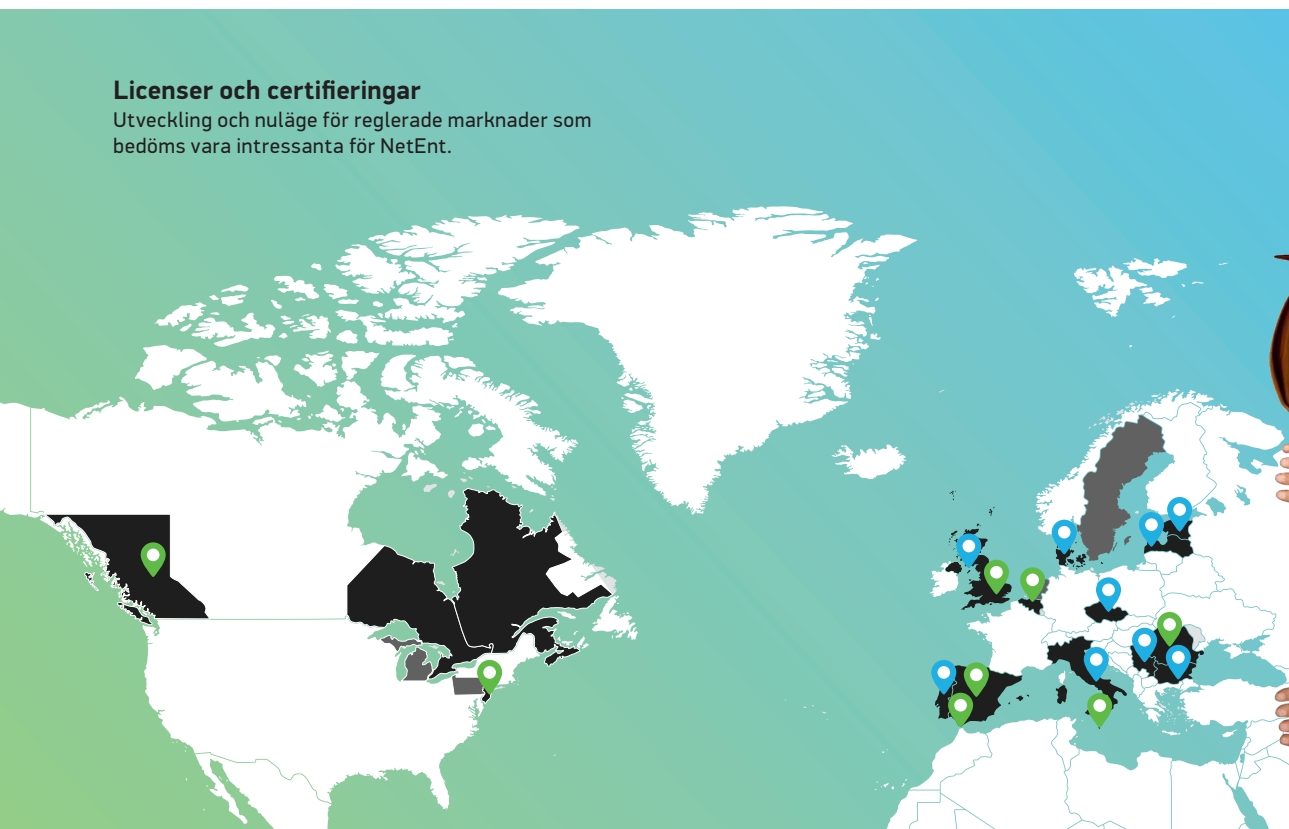 Licenser och certifieringar
Utveckling och nuläge för reglerade marknader som
bedöms vara intressanta för NetEnt.